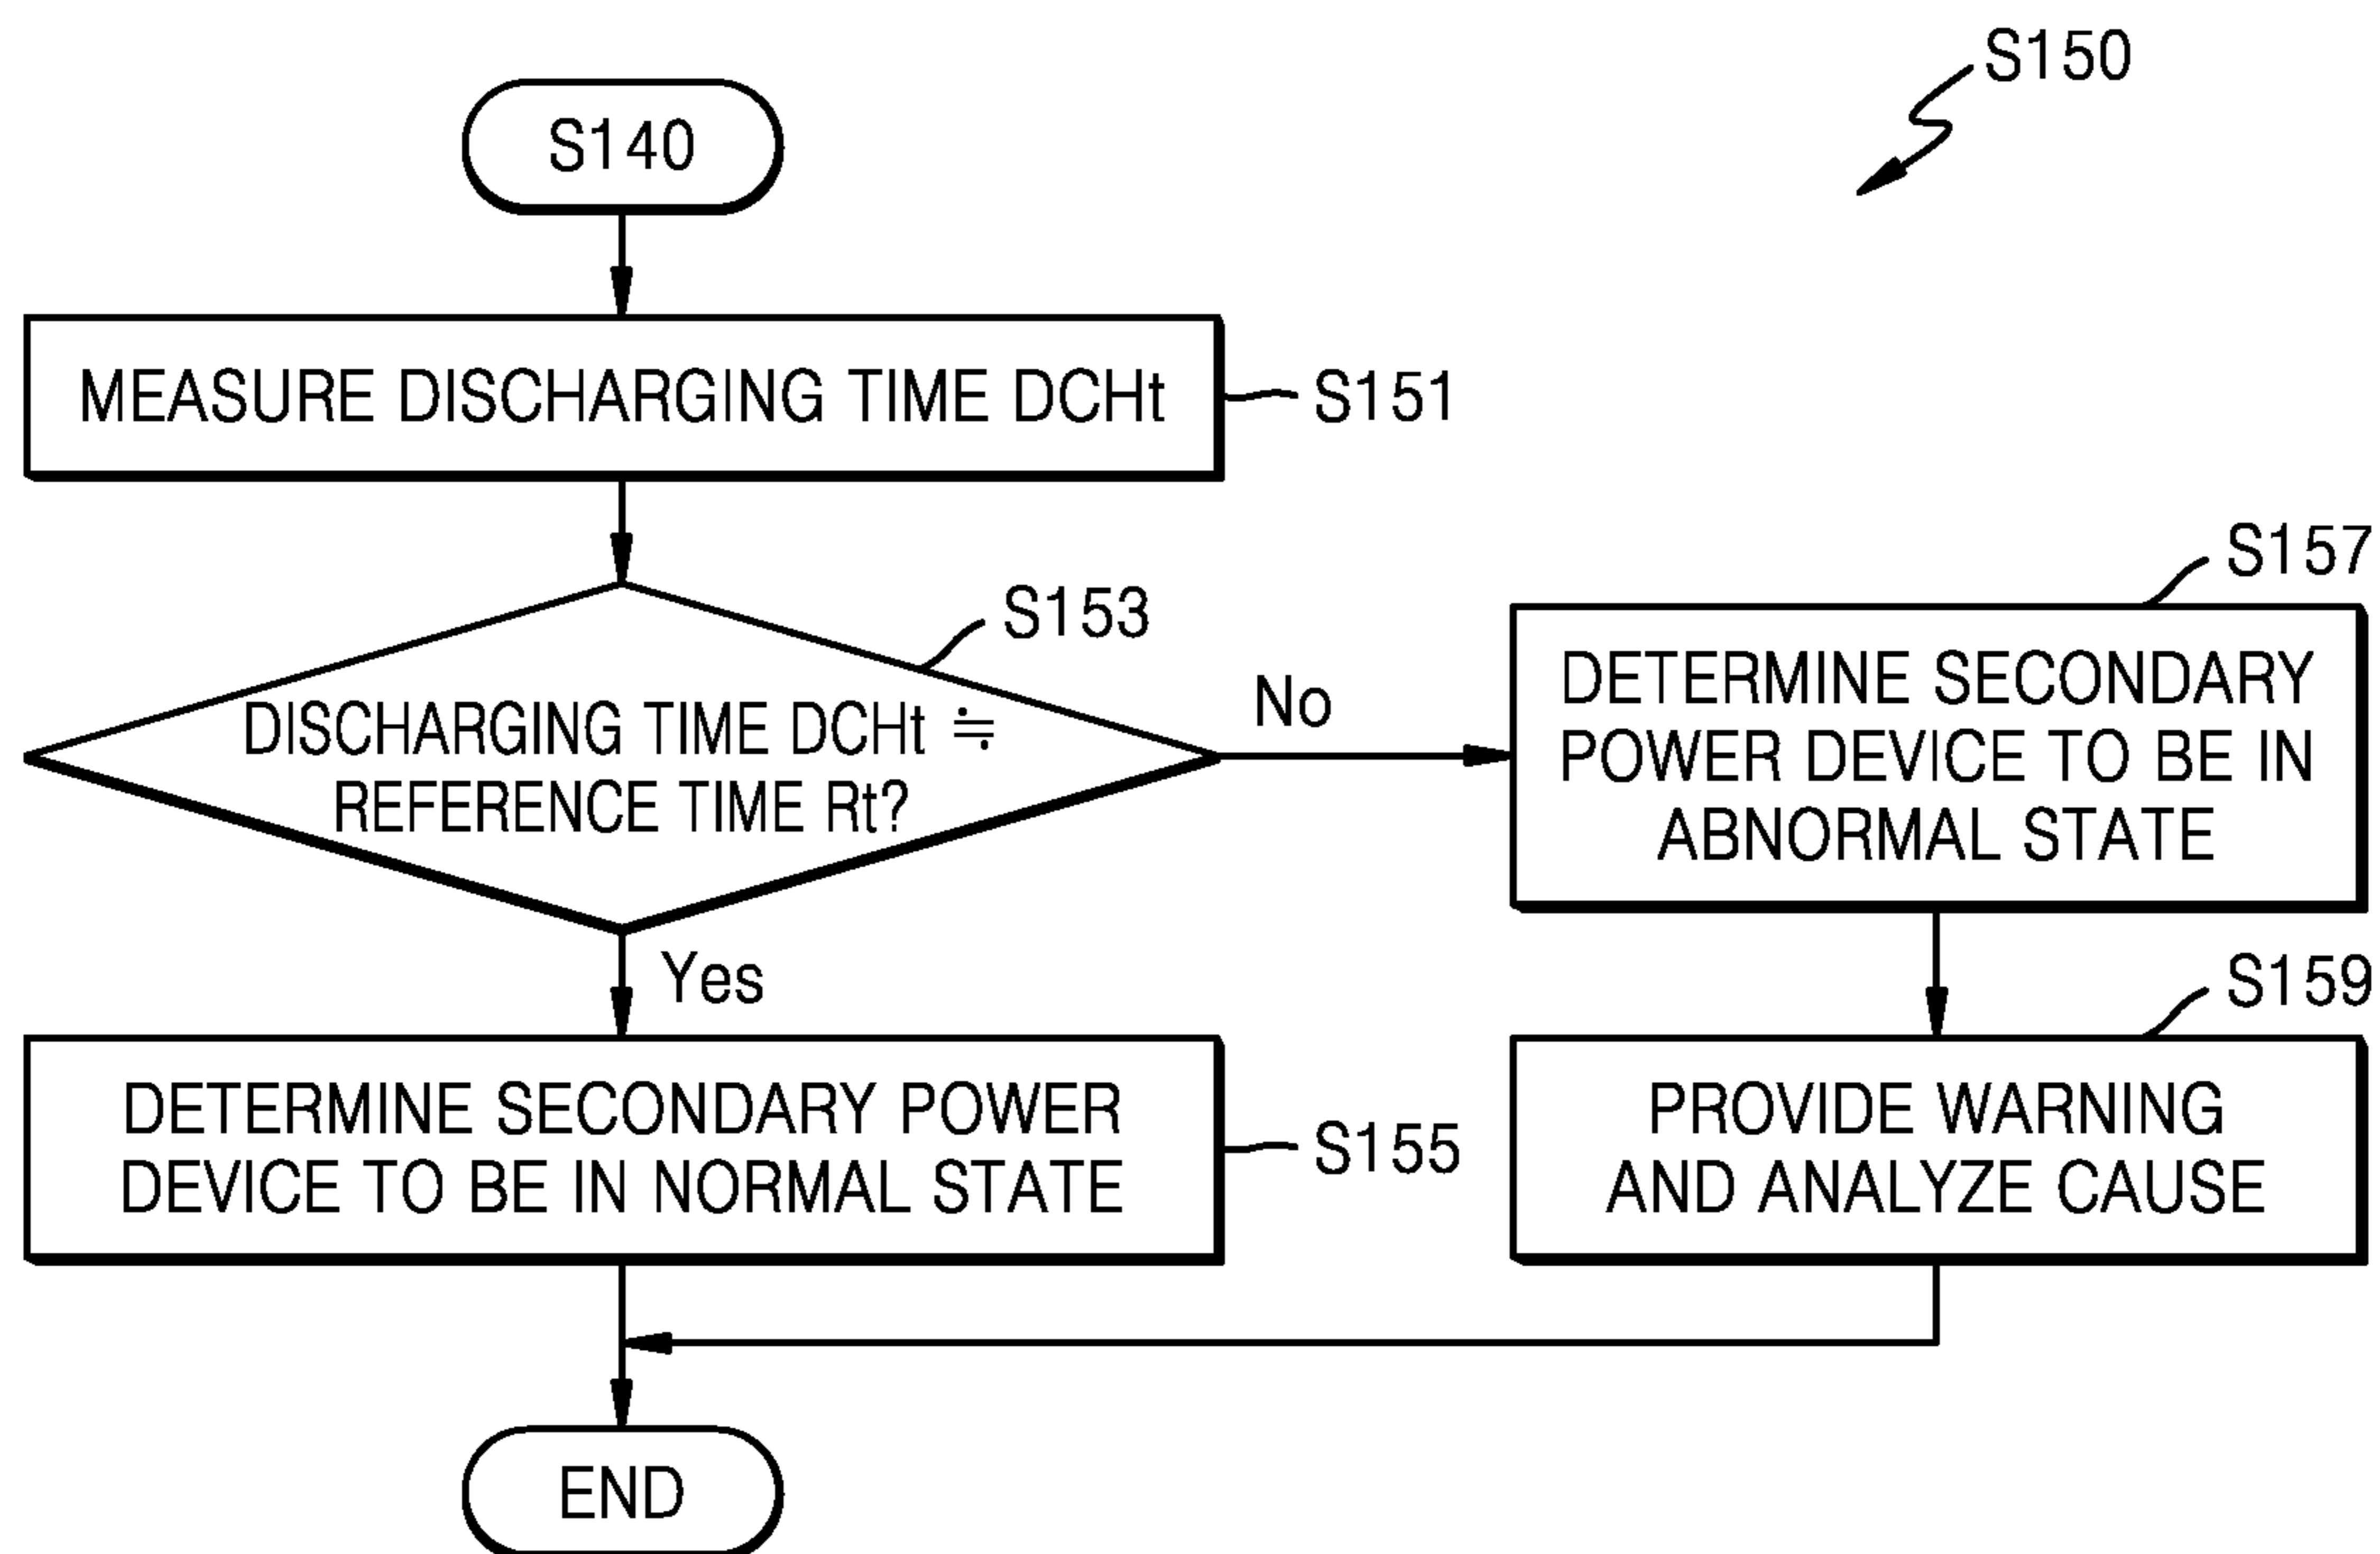 S150
S140
MEASURE DISCHARGING TIME DCHt
S151
S153
DISCHARGING TIME DCHt ≒
REFERENCE TIME Rt?
No
Yes
S157
DETERMINE SECONDARY
POWER DEVICE TO BE IN
ABNORMAL STATE
DETERMINE SECONDARY POWER
DEVICE TO BE IN NORMAL STATE
S155
S159
PROVIDE WARNING
AND ANALYZE CAUSE
END